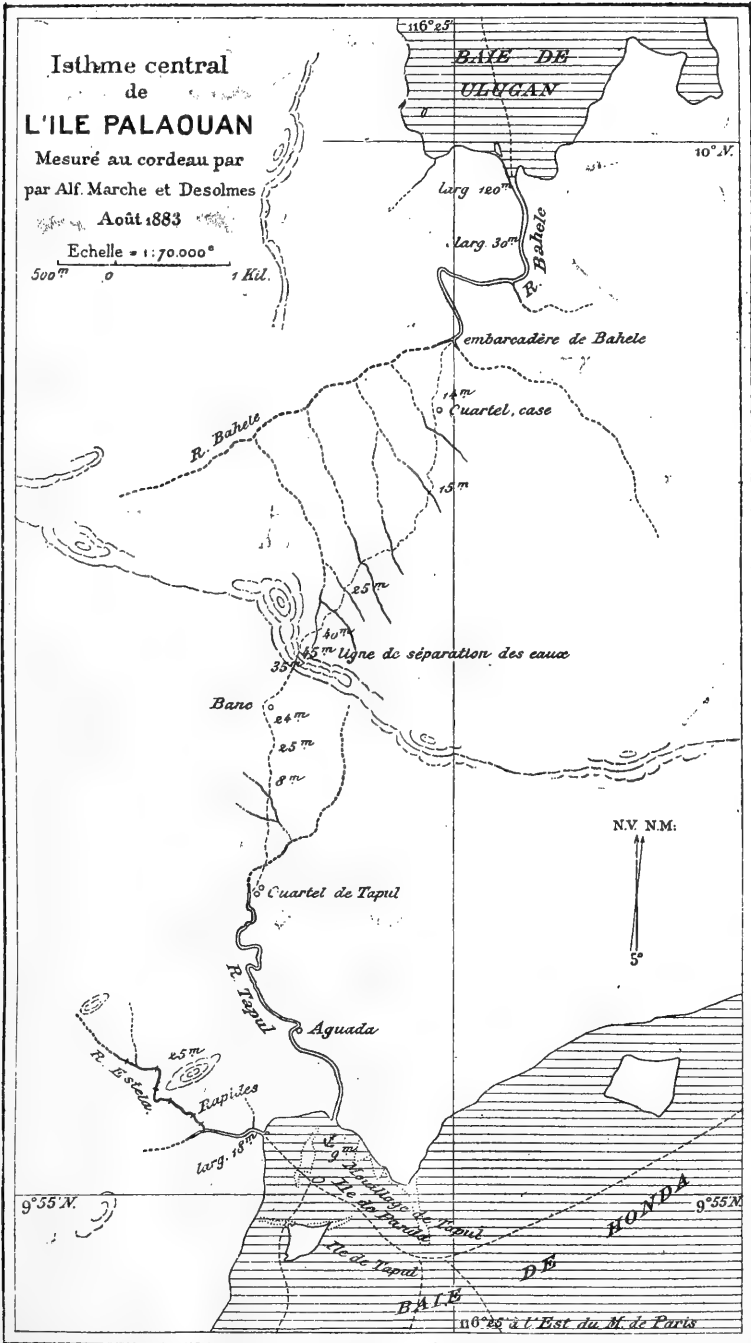 Isthme central
de
L'ILE PALAOUAN
Mesuré au cordeau par
par Alf. Marche et Desolmes
Août 1883
Echelle = 1:70.000e
500m 0 1 Kil.
116°25'
BAIE DE
ULUGAN
10° N.
larg 120m
larg. 30m
R. Bahele
embarcadère de Bahele
14m
Cuartel, case
R. Bahele
15m
25m
40m
45m ligne de séparation des eaux
35m
Bano
24m
25m
8m
N.V. N.M:
5°
Cuartel de Tapul
R. Tapul
Aguada
25m
R. Estela.
Rapides
larg. 18m
9m
Mouillage de Tapul
Ile de Panda
9°55'N.
9°55'N.
Ile de Tapul
BAIE DE HONDA
116°25' à l'Est du M. de Paris